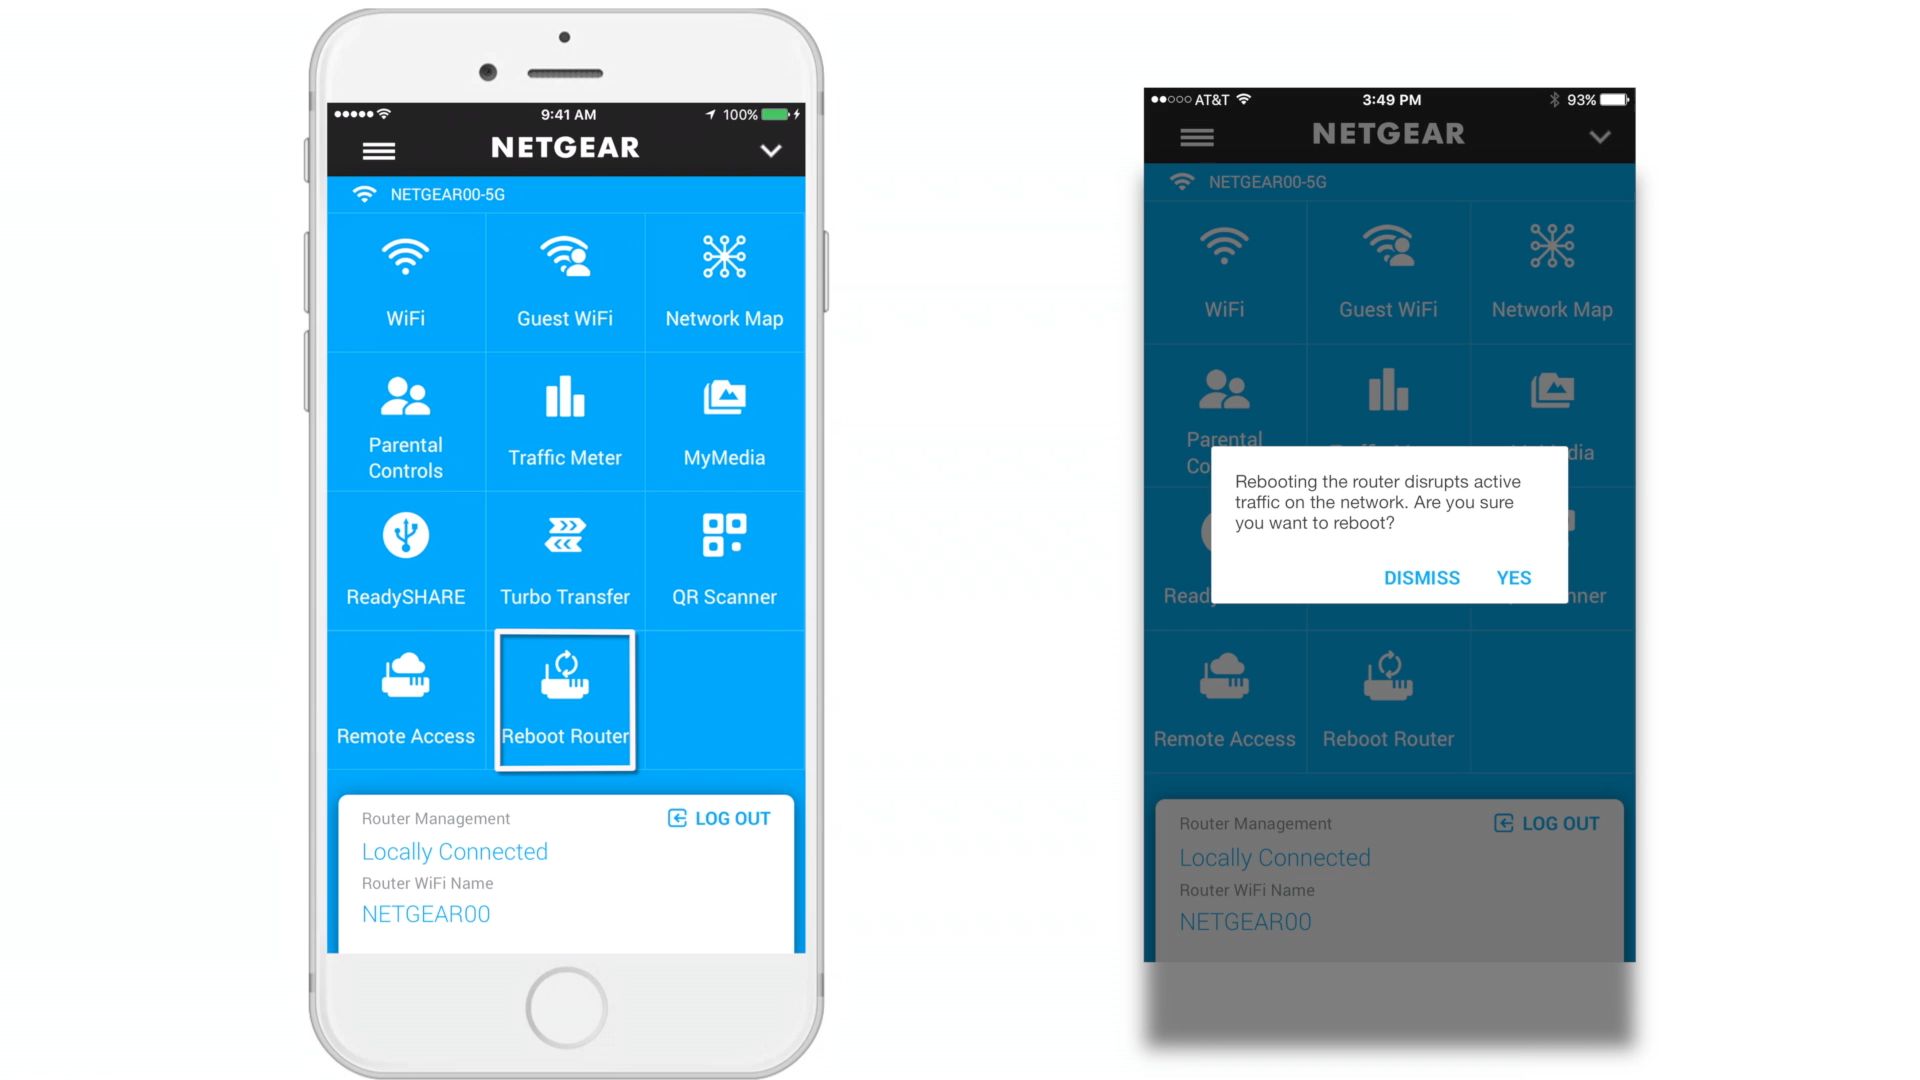 9:41 AM
100%
NETGEAR
NETGEAR00-5G
WiFi
Guest WiFi
Network Map
Parental
Controls
Traffic Meter
MyMedia
ReadySHARE
Turbo Transfer
QR Scanner
Remote Access
Reboot Router
Router Management
LOG OUT
Locally Connected
Router WiFi Name
NETGEAR00
AT&T
3:49 PM
93%
NETGEAR
NETGEAR00-5G
WiFi
Guest WiFi
Network Map
Parental
Co
dia
Rebooting the router disrupts active
traffic on the network. Are you sure
you want to reboot?
DISMISS YES
Read
nner
Remote Access
Reboot Router
Router Management
LOG OUT
Locally Connected
Router WiFi Name
NETGEAR00